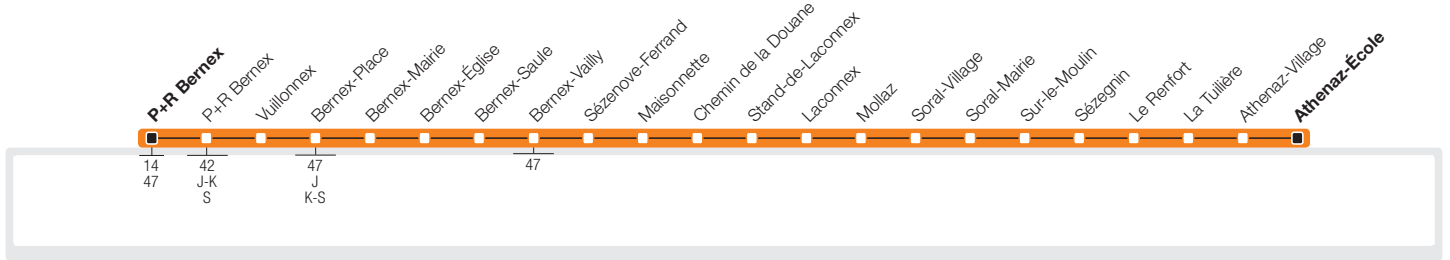 P+R Bernex
P+R Bernex
Vuillonnex
Bernex-Place
Bernex-Mairie
Bernex-Église
Bernex-Saule
Bernex-Vailly
Sézenove-Ferrand
Maisonnette
Chemin de la Douane
Stand-de-Laconnex
Laconnex
Mollaz
Soral-Village
Soral-Mairie
Sur-le-Moulin
Sézegnin
Le Renfort
La Tuilière
Athenaz-Village
Athenaz-École
14
47
42
J-K
S
47
J
K-S
47